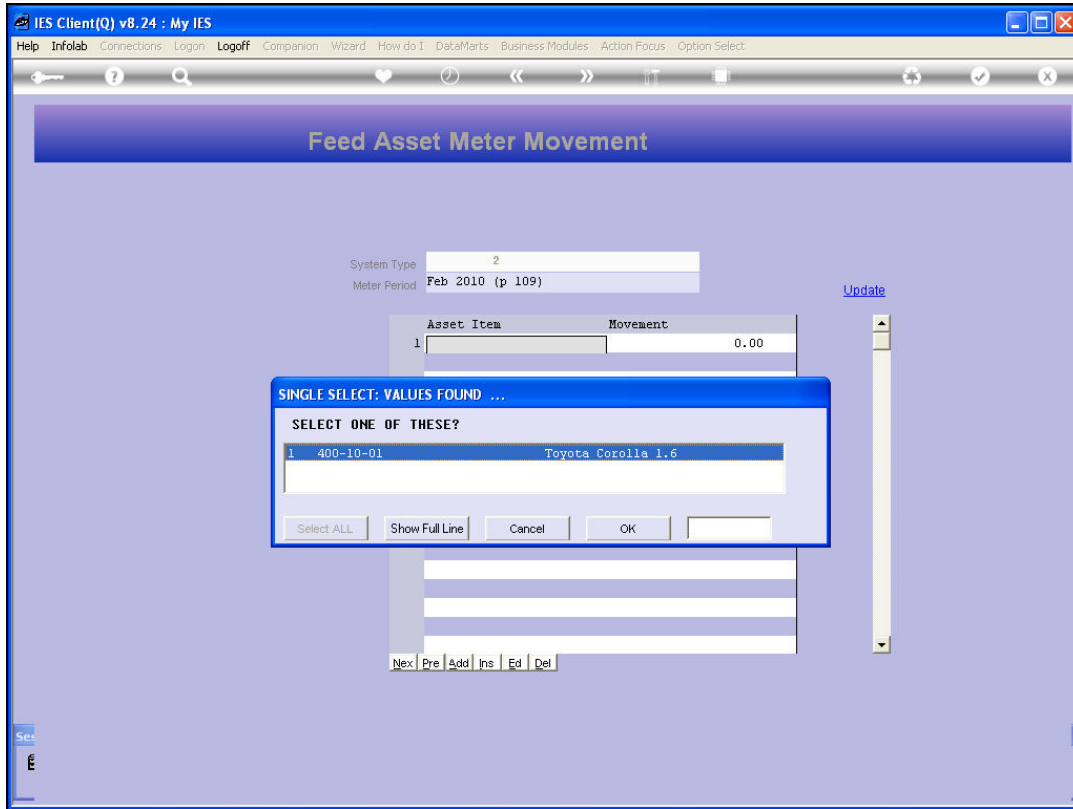 IES Client(Q) v8.24 : My IES
Help Infolab Connections Logon Logoff Companion Wizard How do I DataMarts Business Modules Action Focus Option Select
Feed Asset Meter Movement
System Type 2
Meter Period Feb 2010 (p 109)
Update
Asset Item Movement
1 0.00
SINGLE SELECT: VALUES FOUND ...
SELECT ONE OF THESE?
1 400-10-01 Toyota Corolla 1.6
Select ALL Show Full Line Cancel OK
Nex Pre Add Ins Ed Del